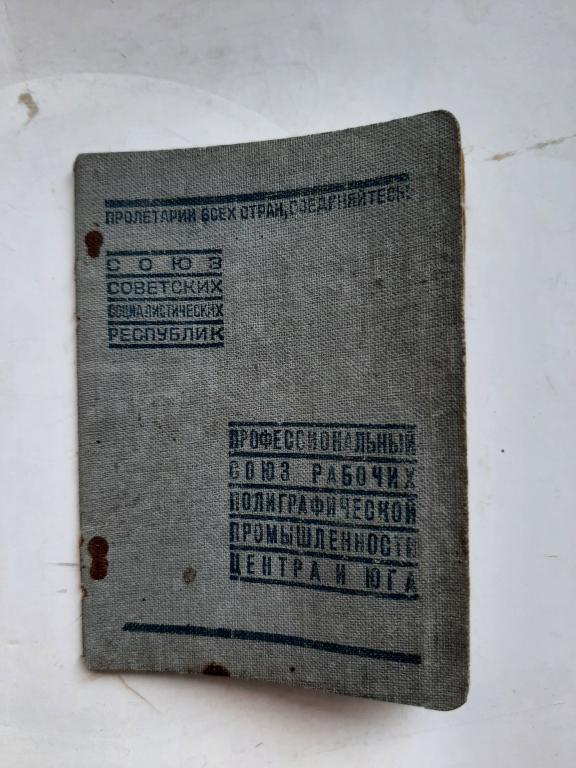 ПРОЛЕТАРИИ ВСЕХ СТРАН, СОЕДИНЯЙТЕСЬ!
СОЮЗ
СОВЕТСКИХ
СОЦИАЛИСТИЧЕСКИХ
РЕСПУБЛИК
ПРОФЕССИОНАЛЬНЫЙ
СОЮЗ РАБОЧИХ
ПОЛИГРАФИЧЕСКОЙ
ПРОМЫШЛЕННОСТИ
ЦЕНТРА И ЮГА